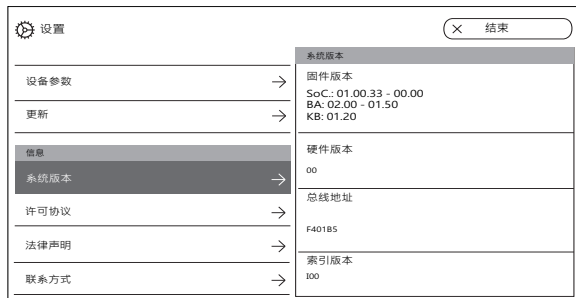 设置
结束
设备参数
更新
信息
系统版本
许可协议
法律声明
联系方式
系统版本
固件版本
SoC.: 01.00.33 - 00.00
BA: 02.00 - 01.50
KB: 01.20
硬件版本
00
总线地址
F401B5
索引版本
I00